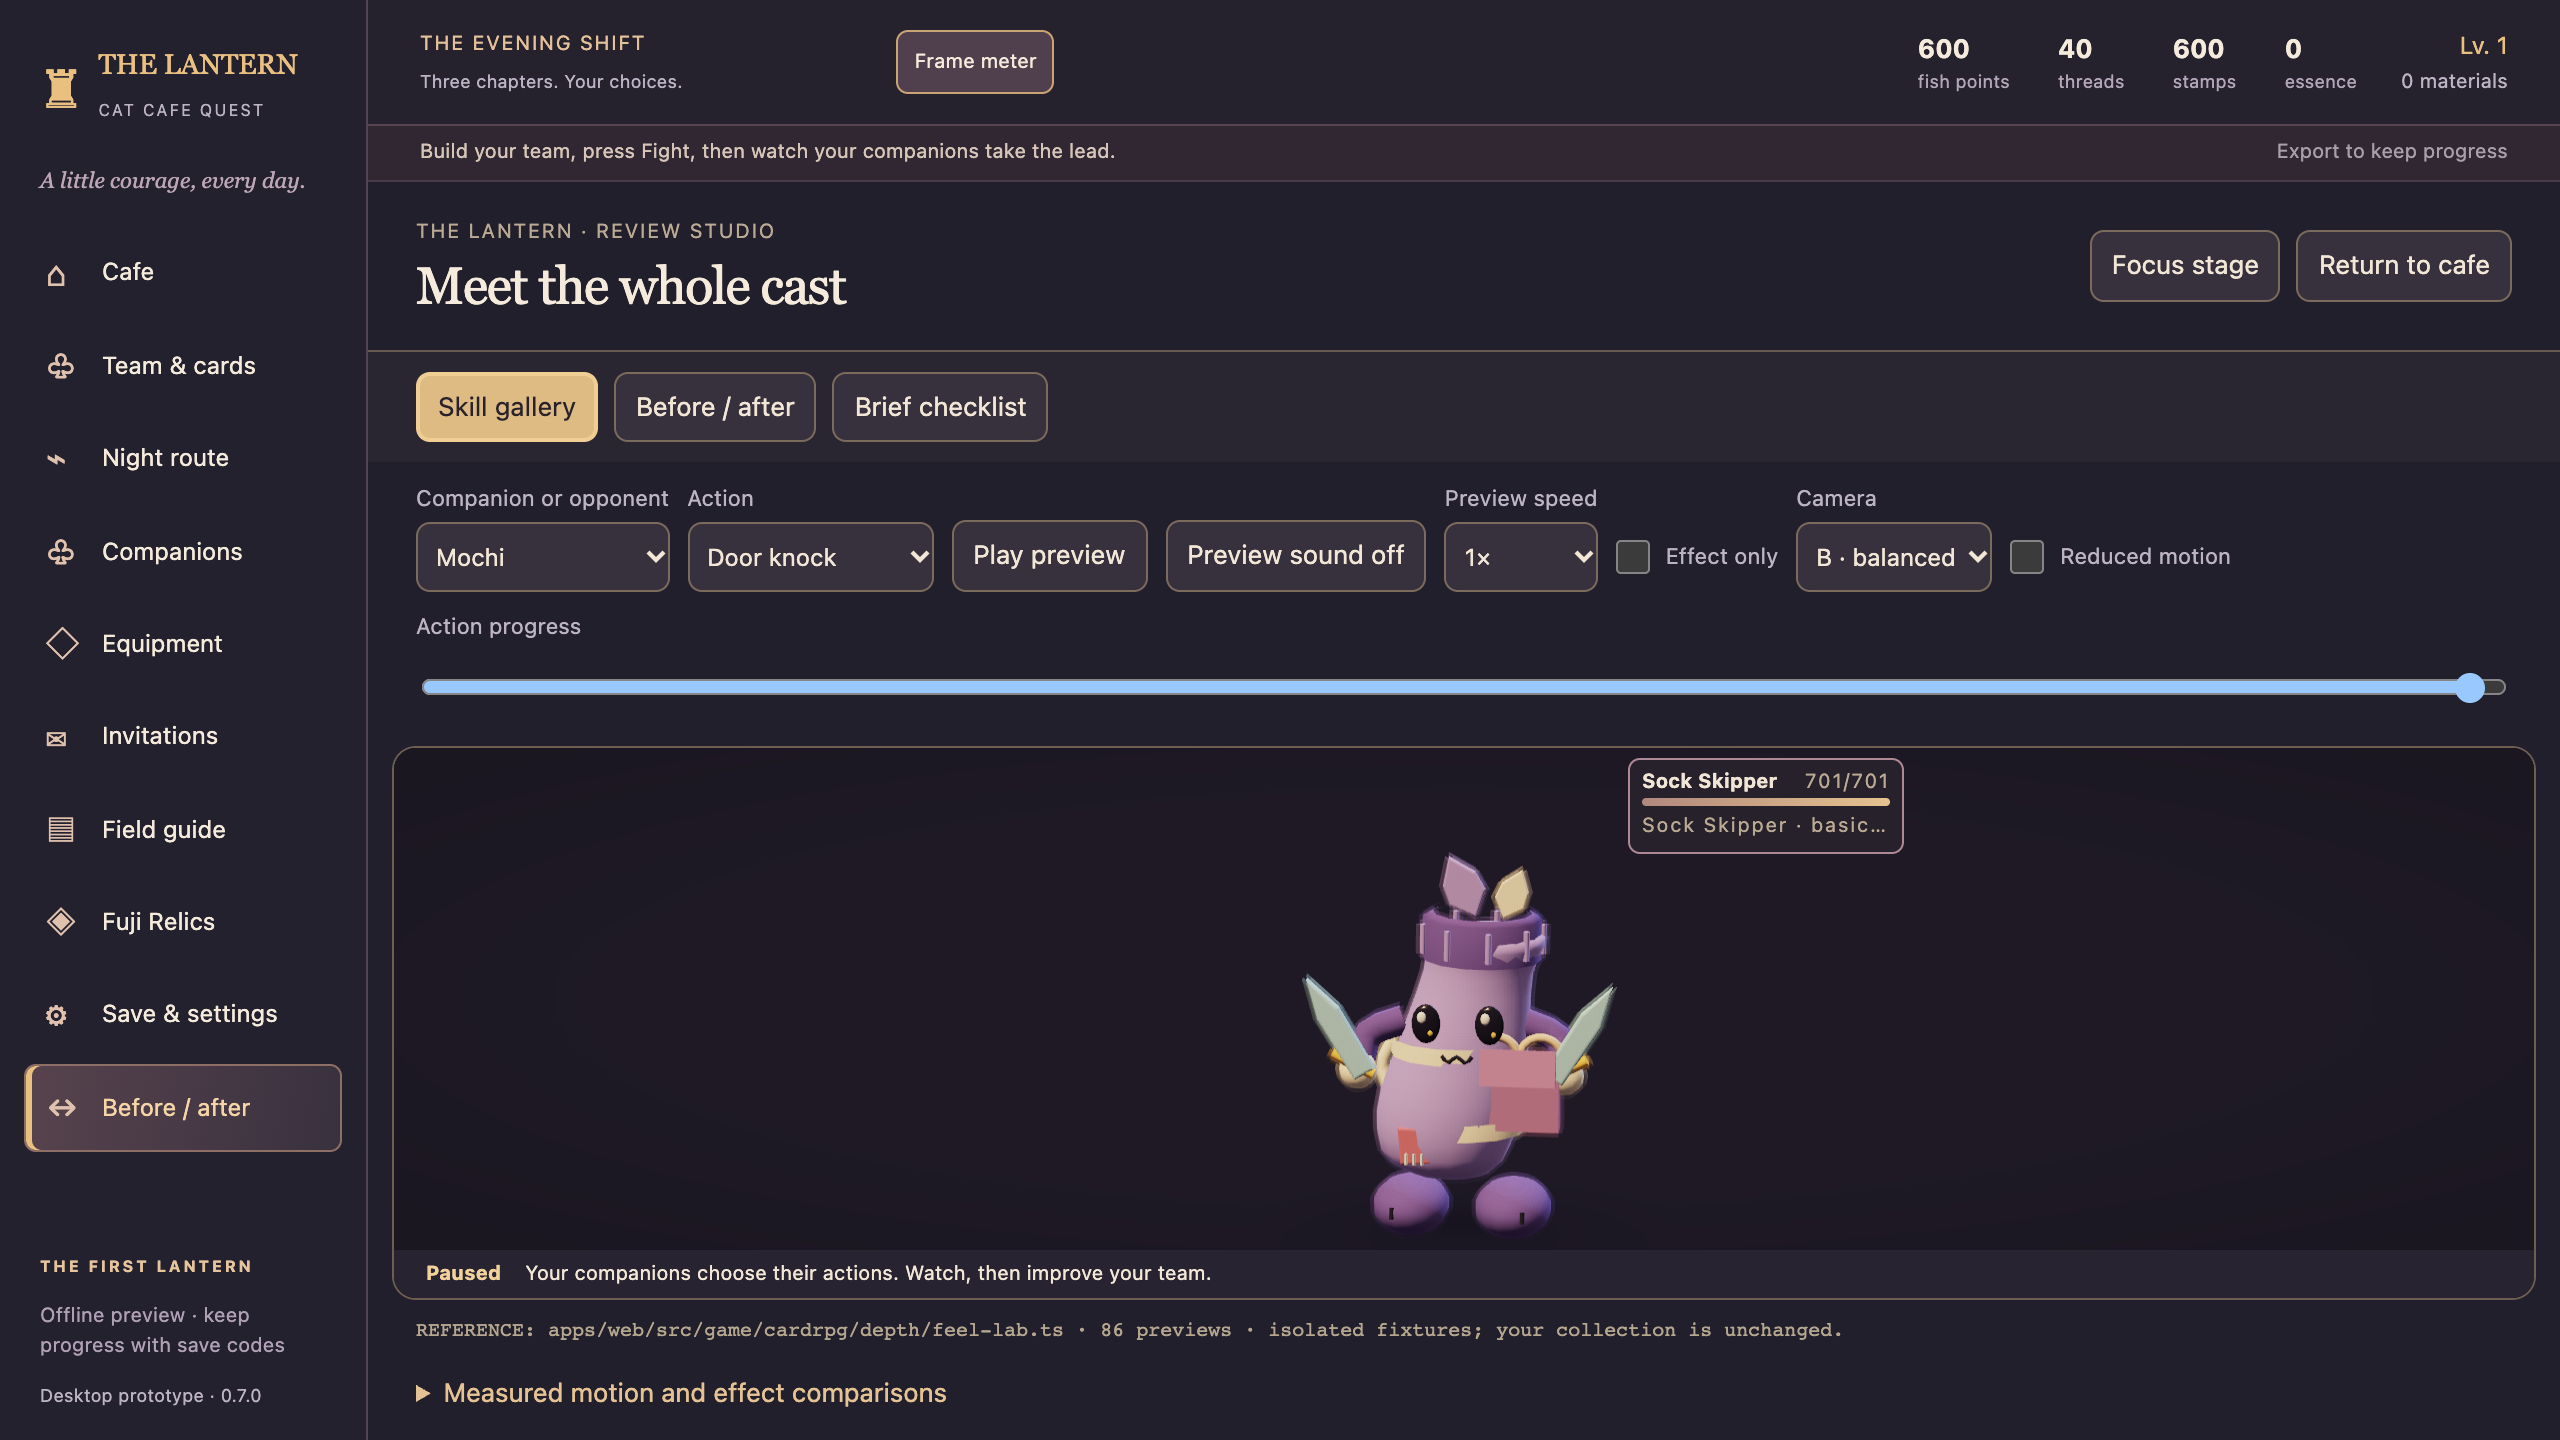 THE LANTERN
CAT CAFE QUEST
A little courage, every day.
Cafe
Team & cards
Night route
Companions
Equipment
Invitations
Field guide
Fuji Relics
Save & settings
Before / after
THE FIRST LANTERN
Offline preview · keep
progress with save codes
Desktop prototype · 0.7.0
THE EVENING SHIFT
Three chapters. Your choices.
Frame meter
600 40 600 0 Lv. 1
fish points threads stamps essence 0 materials
Build your team, press Fight, then watch your companions take the lead.
Export to keep progress
THE LANTERN · REVIEW STUDIO
Meet the whole cast
Focus stage
Return to cafe
Skill gallery
Before / after
Brief checklist
Companion or opponent Action Preview speed Camera
Mochi Door knock Play preview Preview sound off 1× Effect only B · balanced Reduced motion
Action progress
Sock Skipper 701/701
Sock Skipper · basic…
Paused Your companions choose their actions. Watch, then improve your team.
REFERENCE: apps/web/src/game/cardrpg/depth/feel-lab.ts · 86 previews · isolated fixtures; your collection is unchanged.
Measured motion and effect comparisons